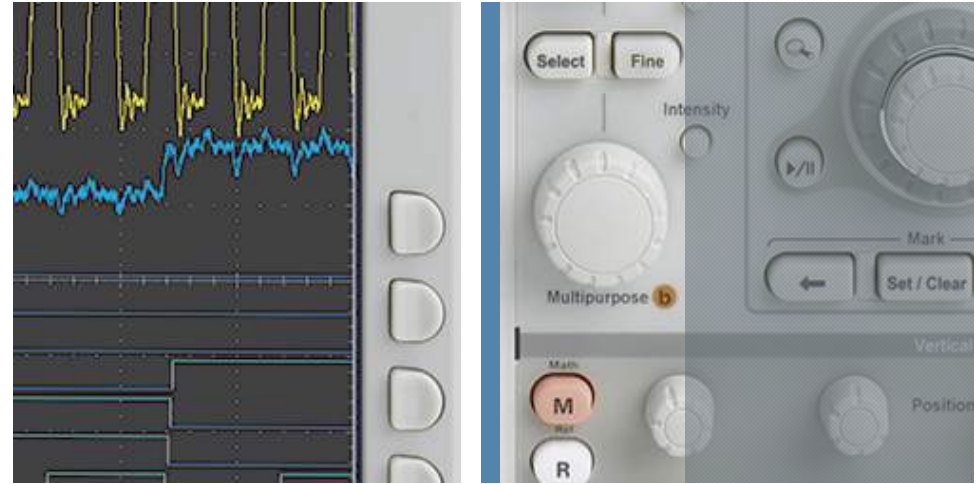 Select
Fine
Intensity
Multipurpose b
Mark
Set / Clear
Vertical
Math
M
Position
Ref
R